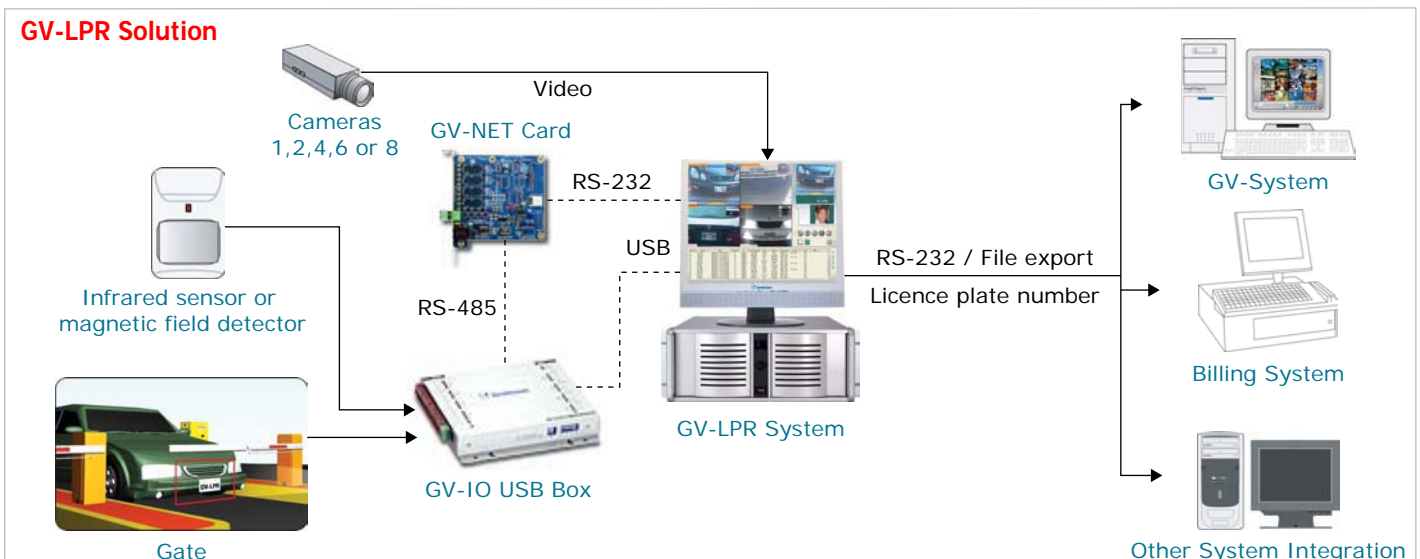 GV-LPR Solution
Cameras
1,2,4,6 or 8
Video
GV-NET Card
RS-232
USB
RS-485
Infrared sensor or
magnetic field detector
GV-LPR
Gate
GV-IO USB Box
GV-LPR System
RS-232 / File export
Licence plate number
GV-System
Billing System
Other System Integration